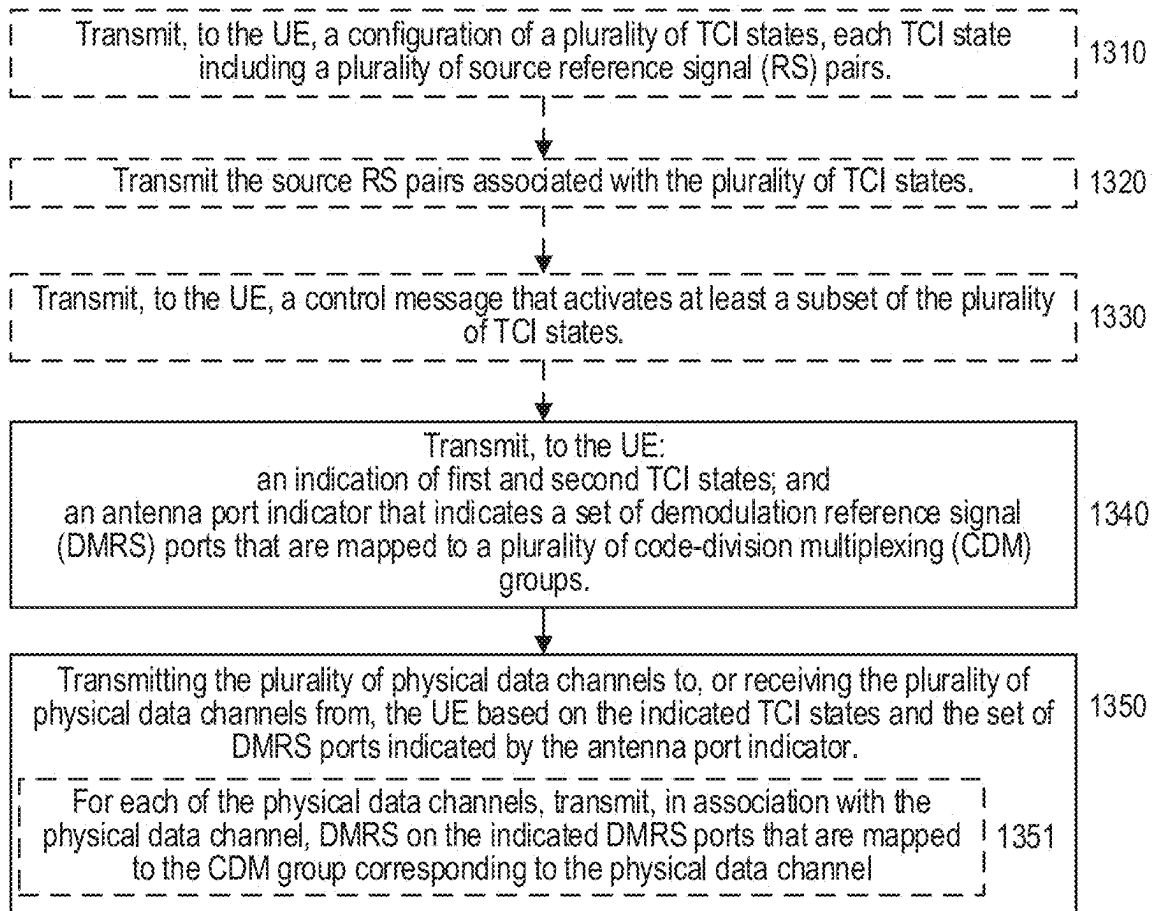 Transmit, to the UE, a configuration of a plurality of TCI states, each TCI state
including a plurality of source reference signal (RS) pairs.
1310
Transmit the source RS pairs associated with the plurality of TCI states.
1320
Transmit, to the UE, a control message that activates at least a subset of the plurality
of TCI states.
1330
Transmit, to the UE:
an indication of first and second TCI states; and
an antenna port indicator that indicates a set of demodulation reference signal
(DMRS) ports that are mapped to a plurality of code-division multiplexing (CDM)
groups.
1340
Transmitting the plurality of physical data channels to, or receiving the plurality of
physical data channels from, the UE based on the indicated TCI states and the set of
DMRS ports indicated by the antenna port indicator.
1350
For each of the physical data channels, transmit, in association with the
physical data channel, DMRS on the indicated DMRS ports that are mapped
to the CDM group corresponding to the physical data channel
1351